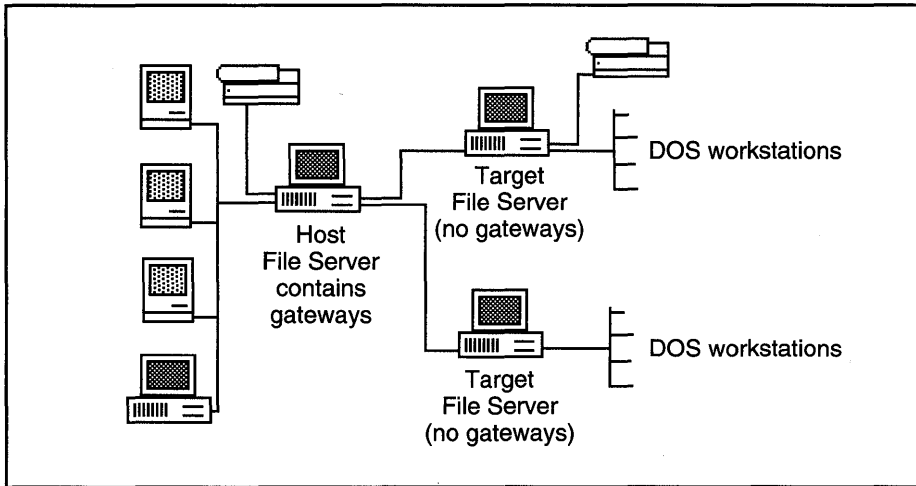 DOS workstations
Target
File Server
(no gateways)
Host
File Server
contains
gateways
DOS workstations
Target
File Server
(no gateways)